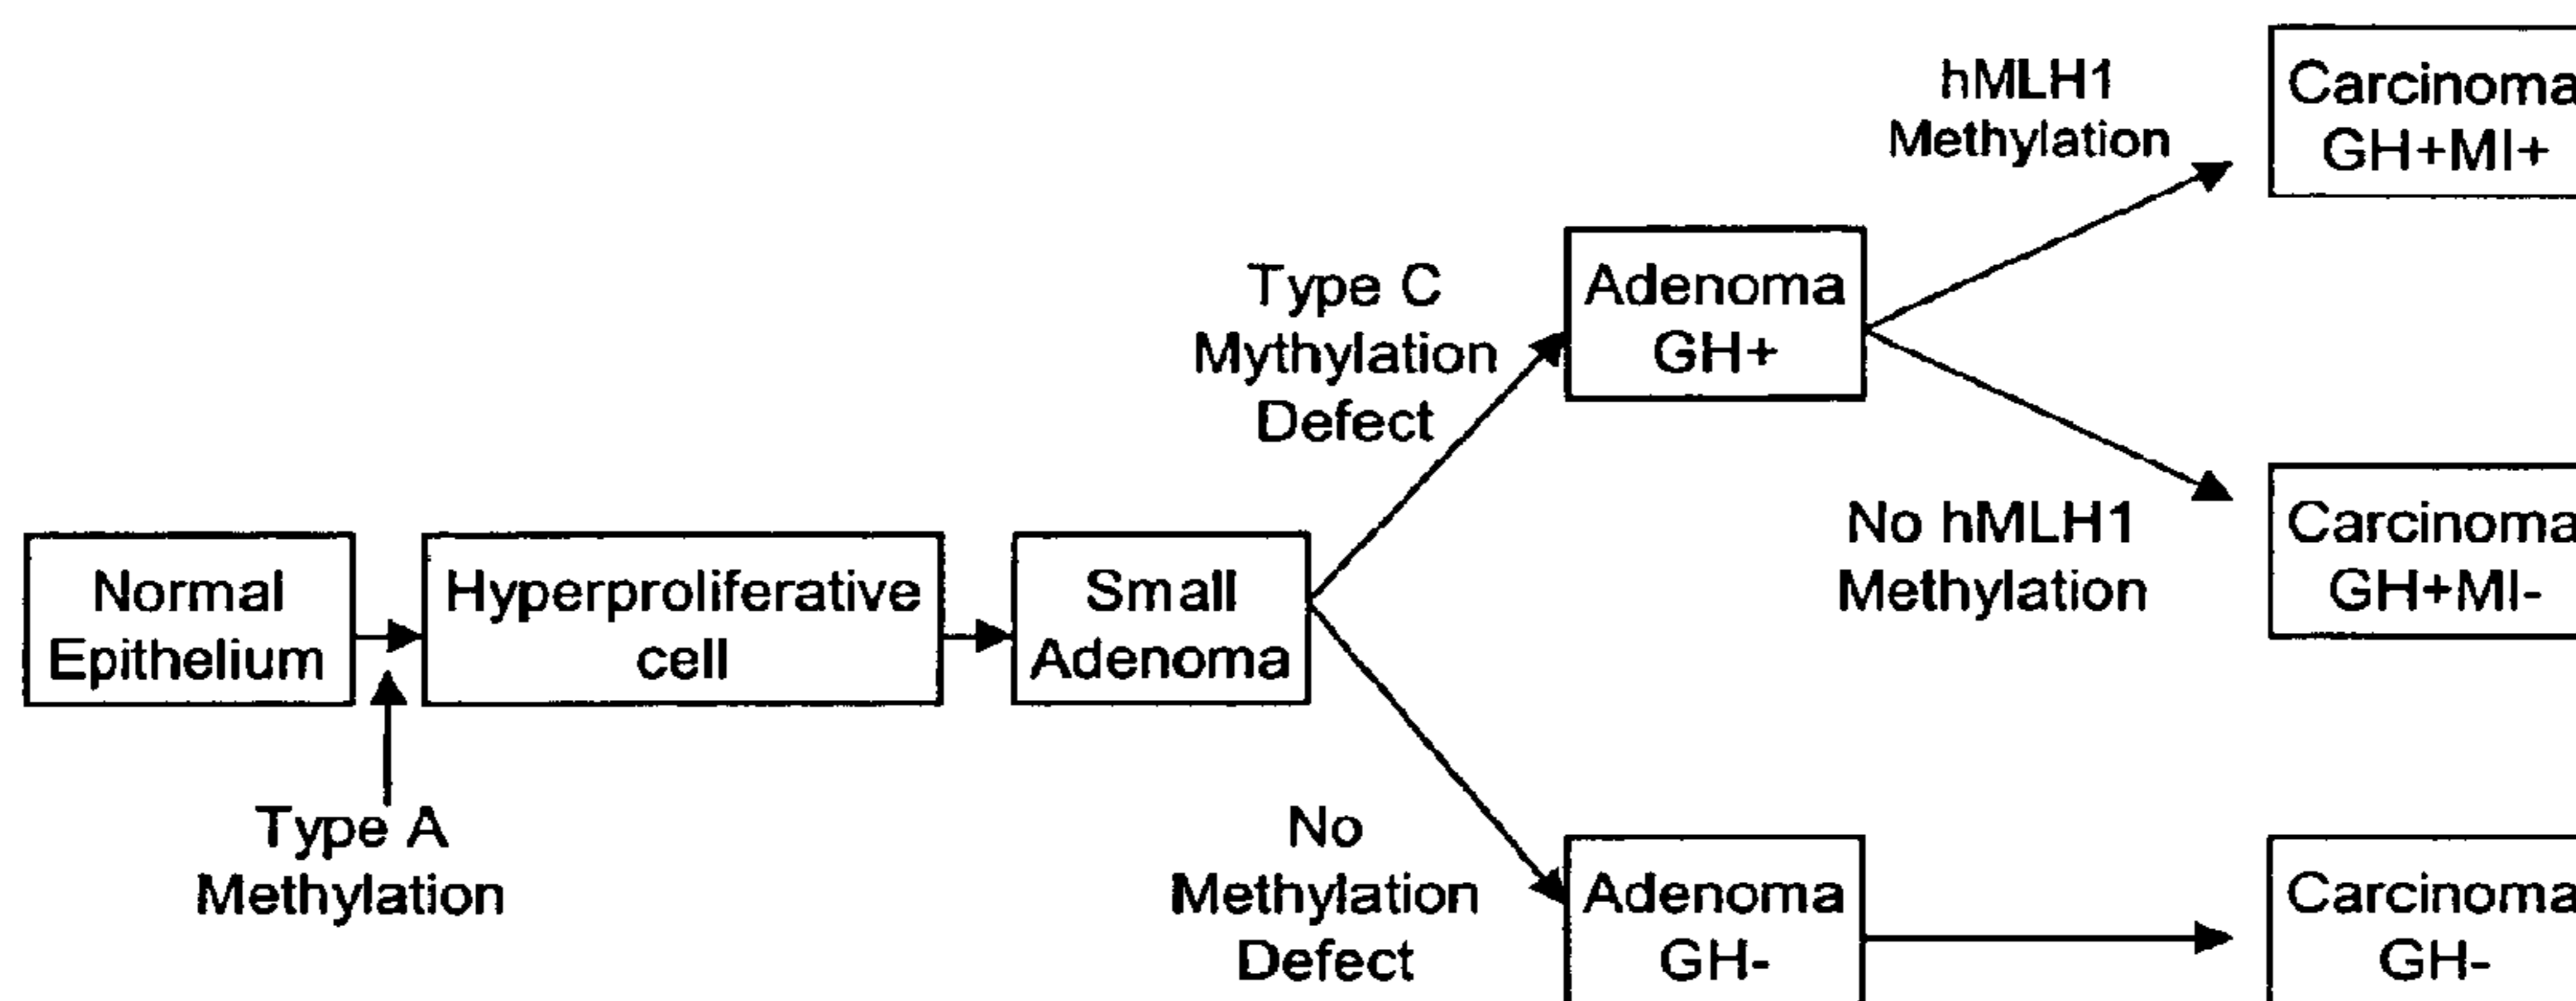 hMLH1
Methylation
Carcinoma
GH+MI+
Type C
Mythylation
Defect
Adenoma
GH+
No hMLH1
Methylation
Carcinoma
GH+MI-
Normal
Epithelium
Hyperproliferative
cell
Small
Adenoma
Type A
Methylation
No
Methylation
Defect
Adenoma
GH-
Carcinoma
GH-